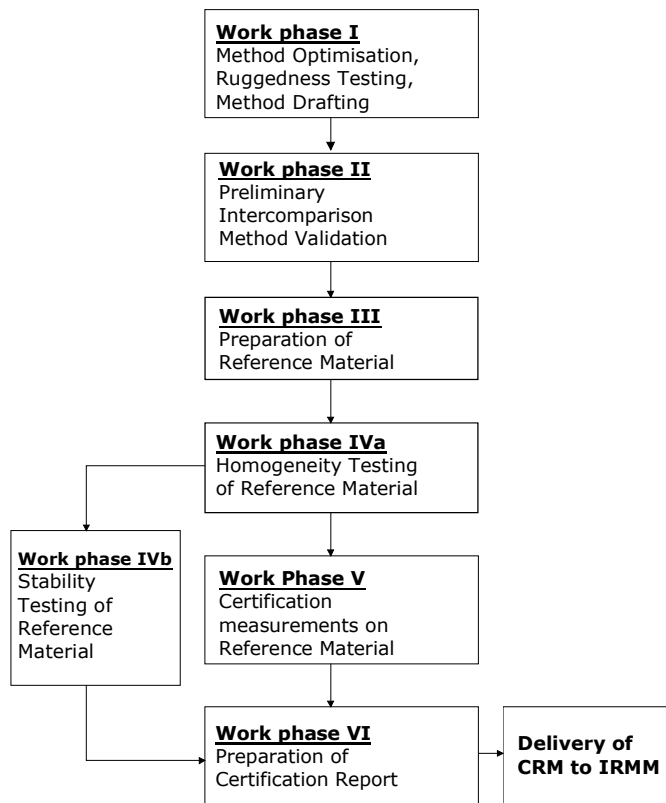 Work phase I
Method Optimisation,
Ruggedness Testing,
Method Drafting
Work phase II
Preliminary
Intercomparison
Method Validation
Work phase III
Preparation of
Reference Material
Work phase IVa
Homogeneity Testing
of Reference Material
Work phase IVb
Stability
Testing of
Reference
Material
Work Phase V
Certification
measurements on
Reference Material
Work phase VI
Preparation of
Certification Report
Delivery of
CRM to IRMM